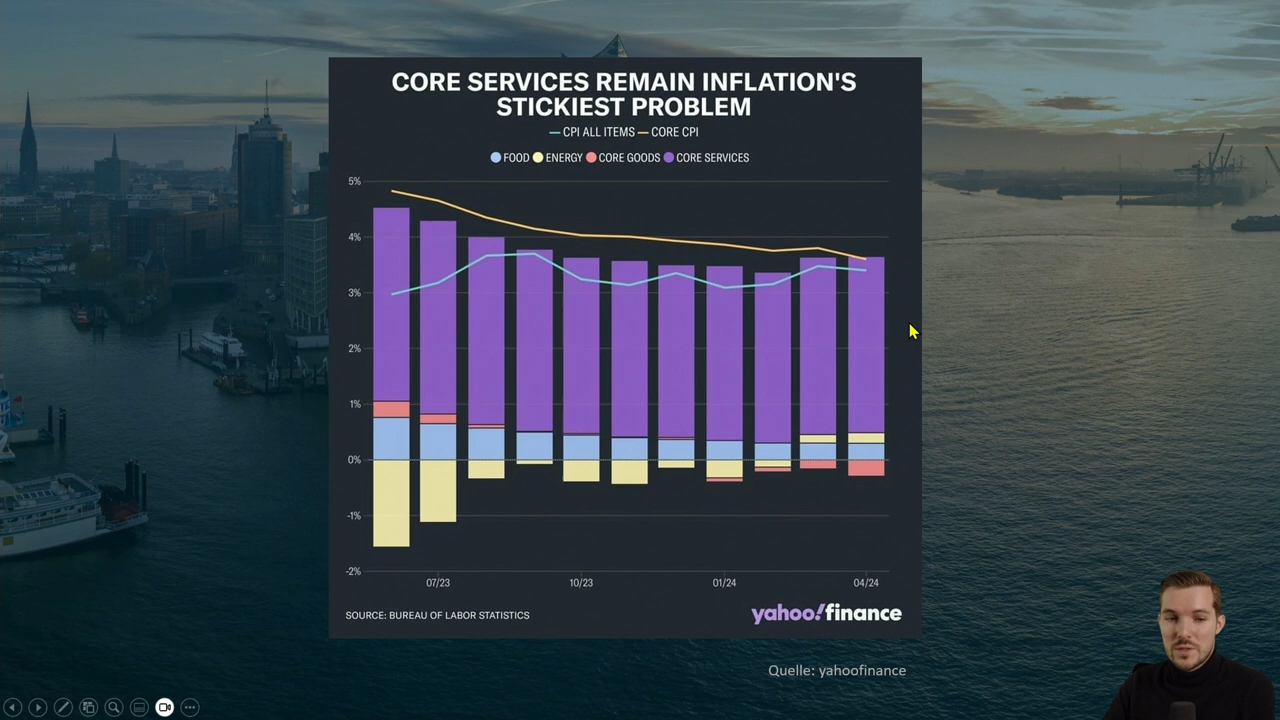 CORE SERVICES REMAIN INFLATION'S
STICKIEST PROBLEM
CPI ALL ITEMS CORE CPI
FOOD ENERGY CORE GOODS CORE SERVICES
5%
4%
3%
2%
1%
0%
-1%
-2%
07/23 10/23 01/24 04/24
SOURCE: BUREAU OF LABOR STATISTICS
yahoo!finance
Quelle: yahoofinance